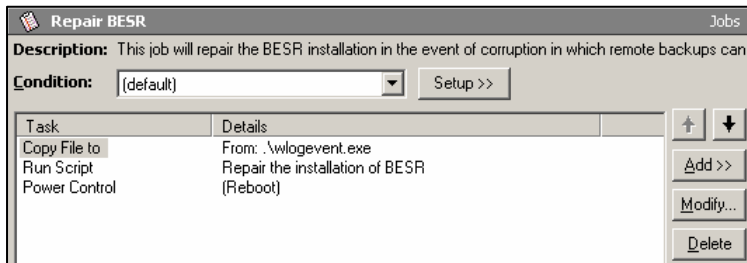 Repair BESR Jobs
Description: This job will repair the BESR installation in the event of corruption in which remote backups can
Condition: (default) Setup >>
Task Details
Copy File to From: .\wlogevent.exe
Run Script Repair the installation of BESR
Power Control (Reboot)
Add >>
Modify...
Delete